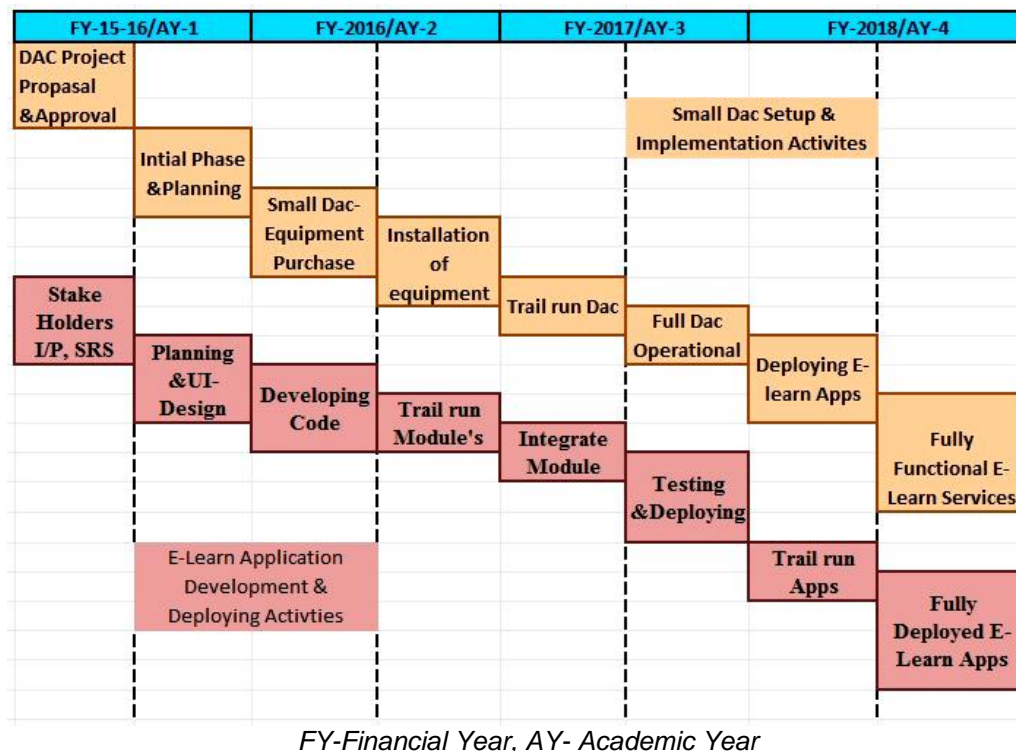 FY-15-16/AY-1
FY-2016/AY-2
FY-2017/AY-3
FY-2018/AY-4
DAC Project
Propasal
&Approval
Small Dac Setup &
Implementation Activites
Intial Phase
&Planning
Small Dac-
Equipment
Purchase
Installation
of
equipment
Trail run Dac
Full Dac
Operational
Deploying E-
learn Apps
Fully
Functional E-
Learn Services
Stake
Holders
I/P, SRS
Planning
&UI-
Design
Developing
Code
Trail run
Module's
Integrate
Module
Testing
&Deploying
Trail run
Apps
Fully
Deployed E-
Learn Apps
E-Learn Application
Development &
Deploying Activties
FY-Financial Year, AY- Academic Year